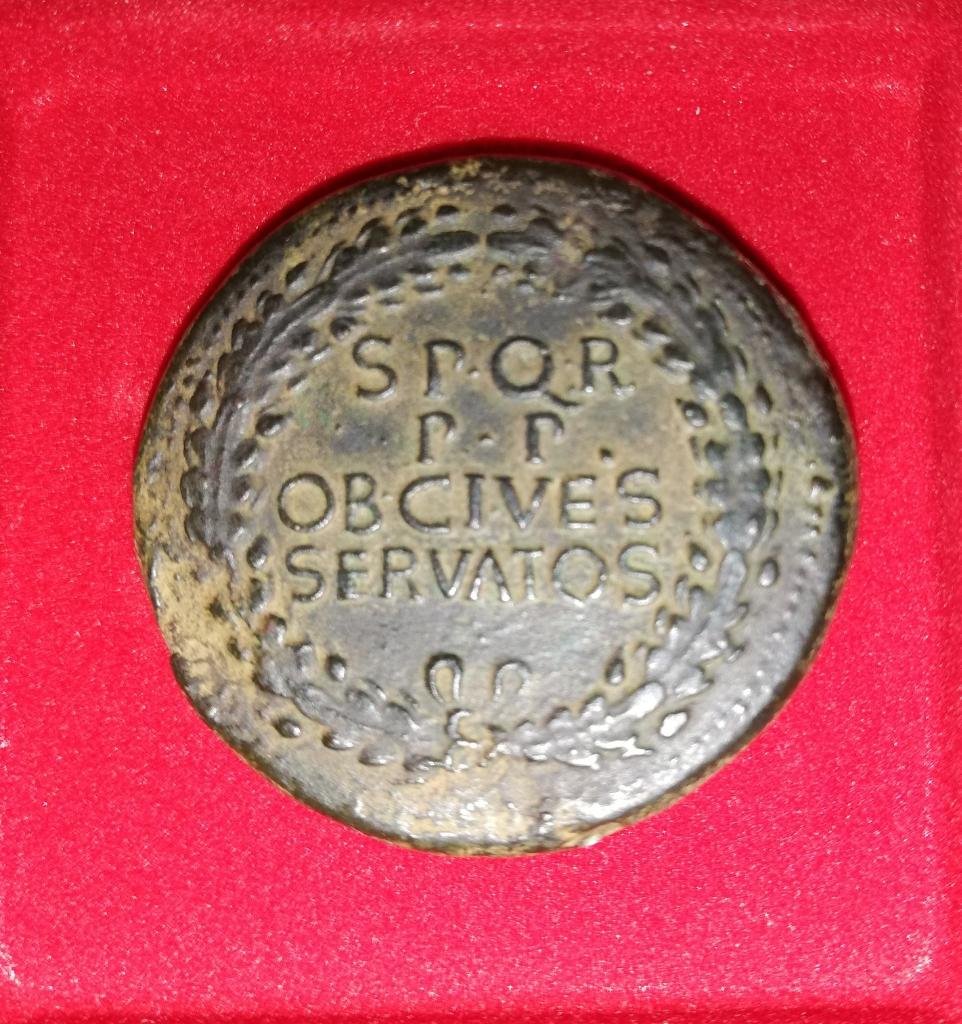 S P·Q·R
P·P·
OB·CIVES
SERVATOS